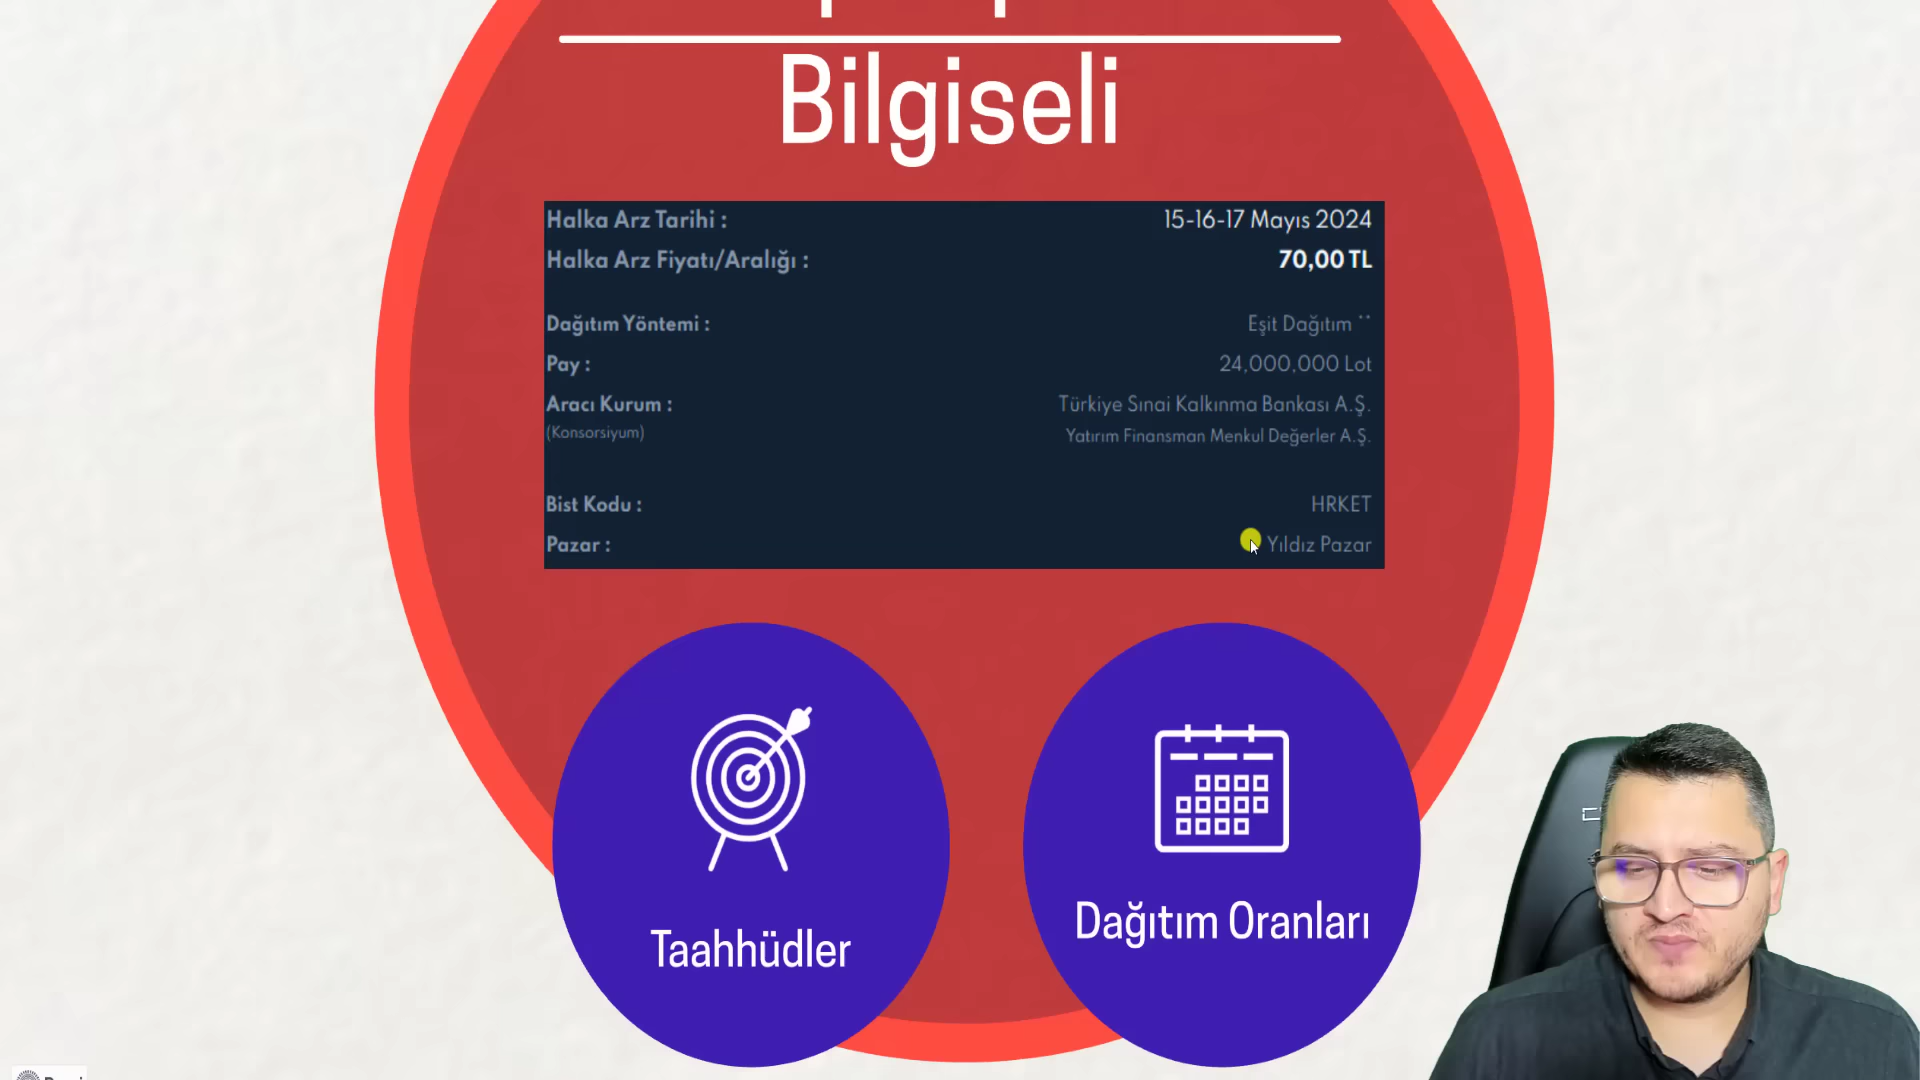 Bilgiseli
Halka Arz Tarihi : 15-16-17 Mayıs 2024
Halka Arz Fiyatı/Aralığı : 70,00 TL
Dağıtım Yöntemi : Eşit Dağıtım **
Pay : 24,000,000 Lot
Aracı Kurum : Türkiye Sınai Kalkınma Bankası A.Ş.
(Konsorsiyum) Yatırım Finansman Menkul Değerler A.Ş.
Bist Kodu : HRKET
Pazar : Yıldız Pazar
Taahhüdler
Dağıtım Oranları